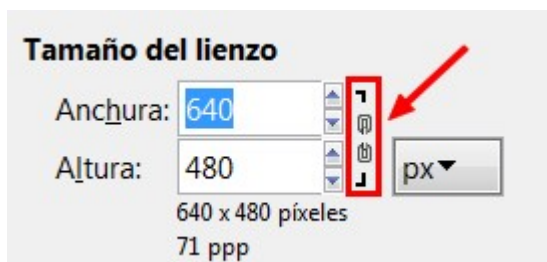 Tamaño del lienzo
Anchura: 640
Altura: 480 px
640 x 480 píxeles
71 ppp